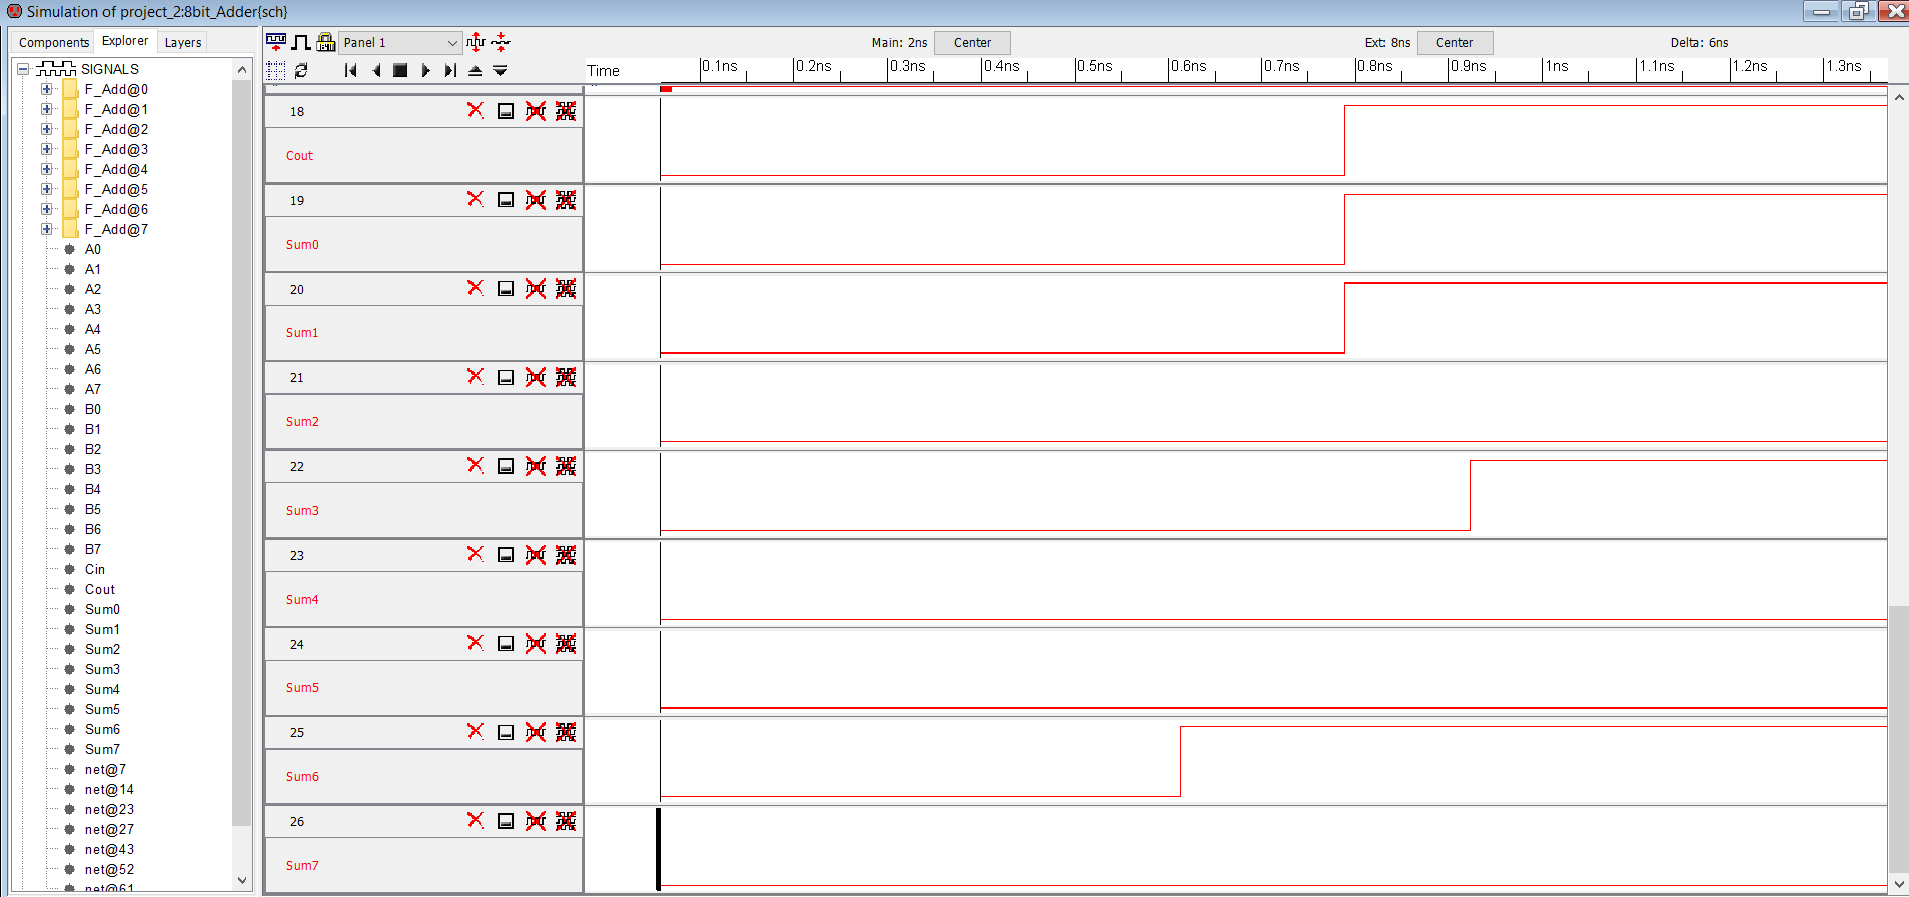 Simulation of project_2:8bit_Adder{sch}
Components Explorer Layers
SIGNALS
F_Add@0
F_Add@1
F_Add@2
F_Add@3
F_Add@4
F_Add@5
F_Add@6
F_Add@7
A0
A1
A2
A3
A4
A5
A6
A7
B0
B1
B2
B3
B4
B5
B6
B7
Cin
Cout
Sum0
Sum1
Sum2
Sum3
Sum4
Sum5
Sum6
Sum7
net@7
net@14
net@23
net@27
net@43
net@52
net@61
Panel 1 Main: 2ns Center Ext: 8ns Center Delta: 6ns
Time 0.1ns 0.2ns 0.3ns 0.4ns 0.5ns 0.6ns 0.7ns 0.8ns 0.9ns 1ns 1.1ns 1.2ns 1.3ns
18
Cout
19
Sum0
20
Sum1
21
Sum2
22
Sum3
23
Sum4
24
Sum5
25
Sum6
26
Sum7